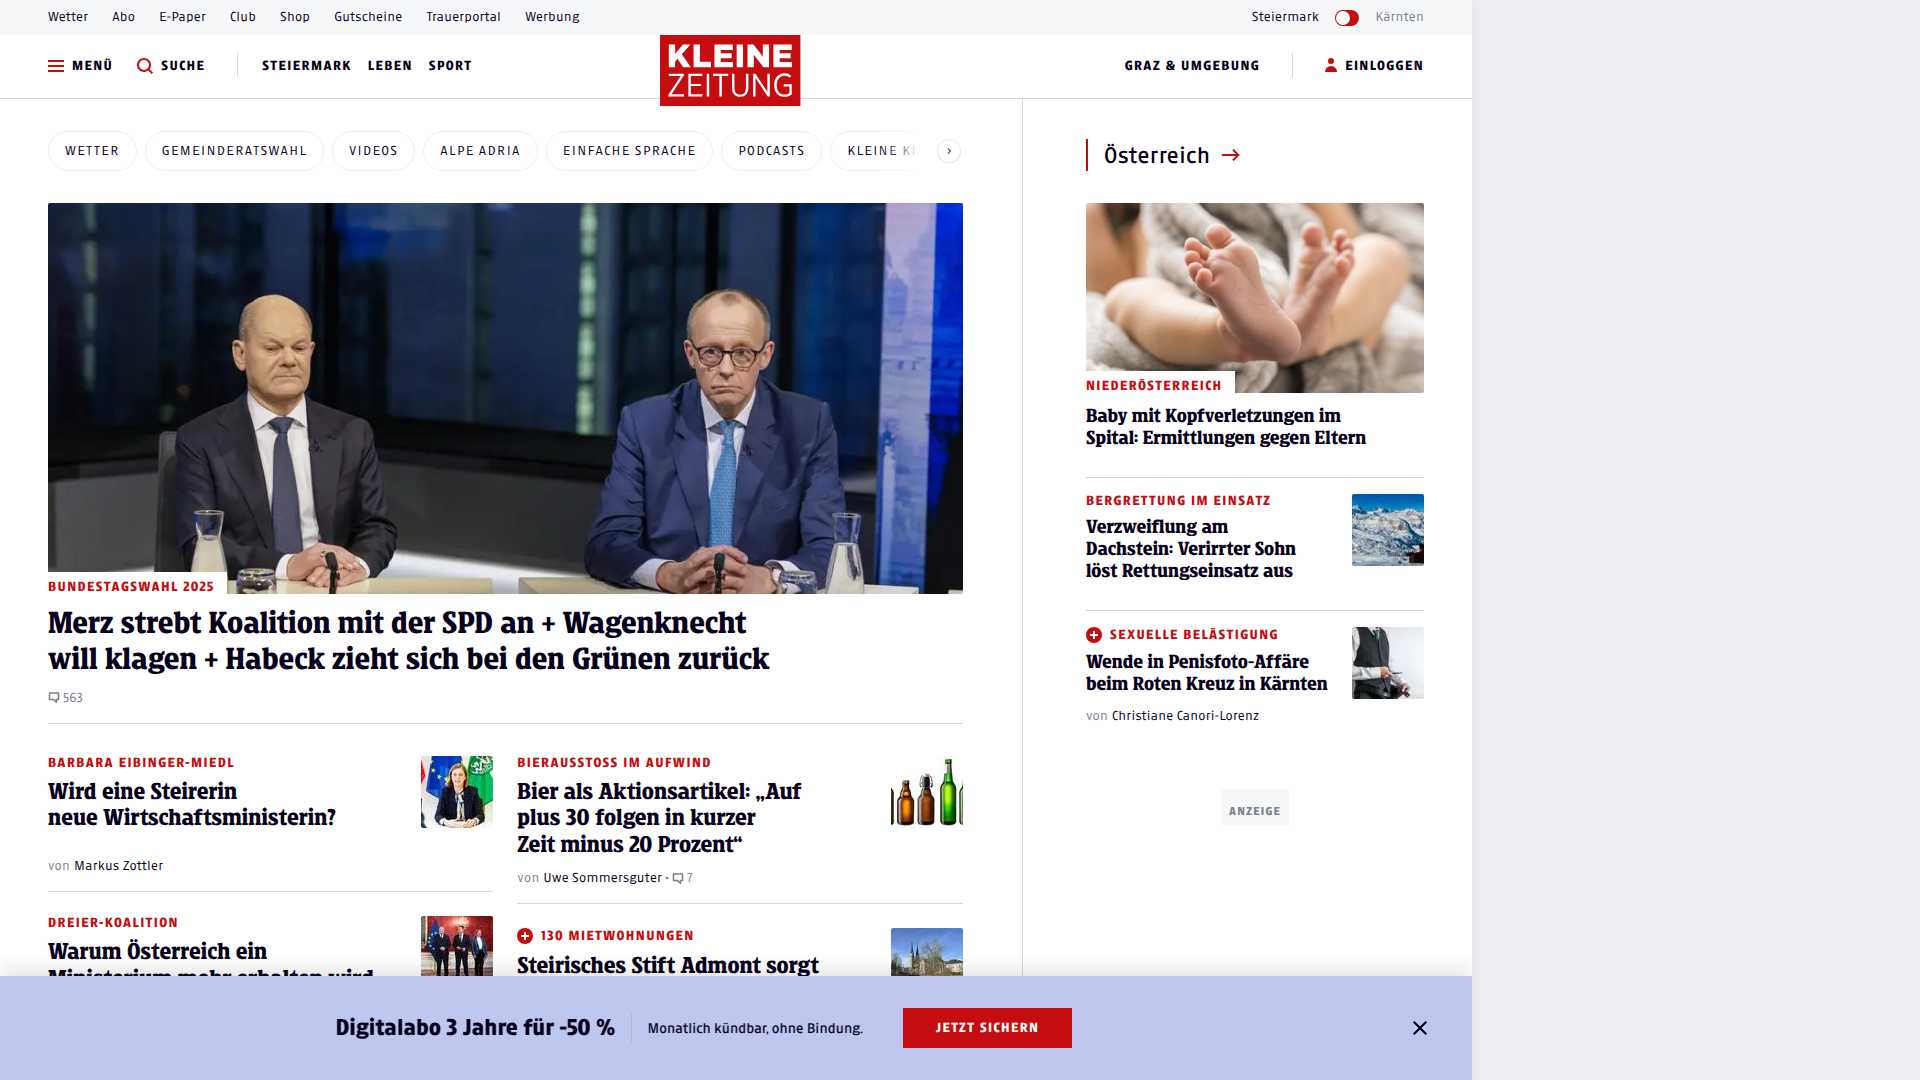 Wetter Abo E-Paper Club Shop Gutscheine Trauerportal Werbung
Steiermark Kärnten
MENÜ SUCHE STEIERMARK LEBEN SPORT
KLEINE
ZEITUNG
GRAZ & UMGEBUNG EINLOGGEN
WETTER GEMEINDERATSWAHL VIDEOS ALPE ADRIA EINFACHE SPRACHE PODCASTS KLEINE
BUNDESTAGSWAHL 2025
Merz strebt Koalition mit der SPD an + Wagenknecht
will klagen + Habeck zieht sich bei den Grünen zurück
563
BARBARA EIBINGER-MIEDL
Wird eine Steirerin
neue Wirtschaftsministerin?
von Markus Zottler
DREIER-KOALITION
Warum Österreich ein
Ministerium mehr erhalten wird
BIERAUSSTOSS IM AUFWIND
Bier als Aktionsartikel: „Auf
plus 30 folgen in kurzer
Zeit minus 20 Prozent“
von Uwe Sommersguter • 7
130 MIETWOHNUNGEN
Steirisches Stift Admont sorgt
Österreich →
NIEDERÖSTERREICH
Baby mit Kopfverletzungen im
Spital: Ermittlungen gegen Eltern
BERGRETTUNG IM EINSATZ
Verzweiflung am
Dachstein: Verirrter Sohn
löst Rettungseinsatz aus
SEXUELLE BELÄSTIGUNG
Wende in Penisfoto-Affäre
beim Roten Kreuz in Kärnten
von Christiane Canori-Lorenz
ANZEIGE
Digitalabo 3 Jahre für -50 %
Monatlich kündbar, ohne Bindung.
JETZT SICHERN